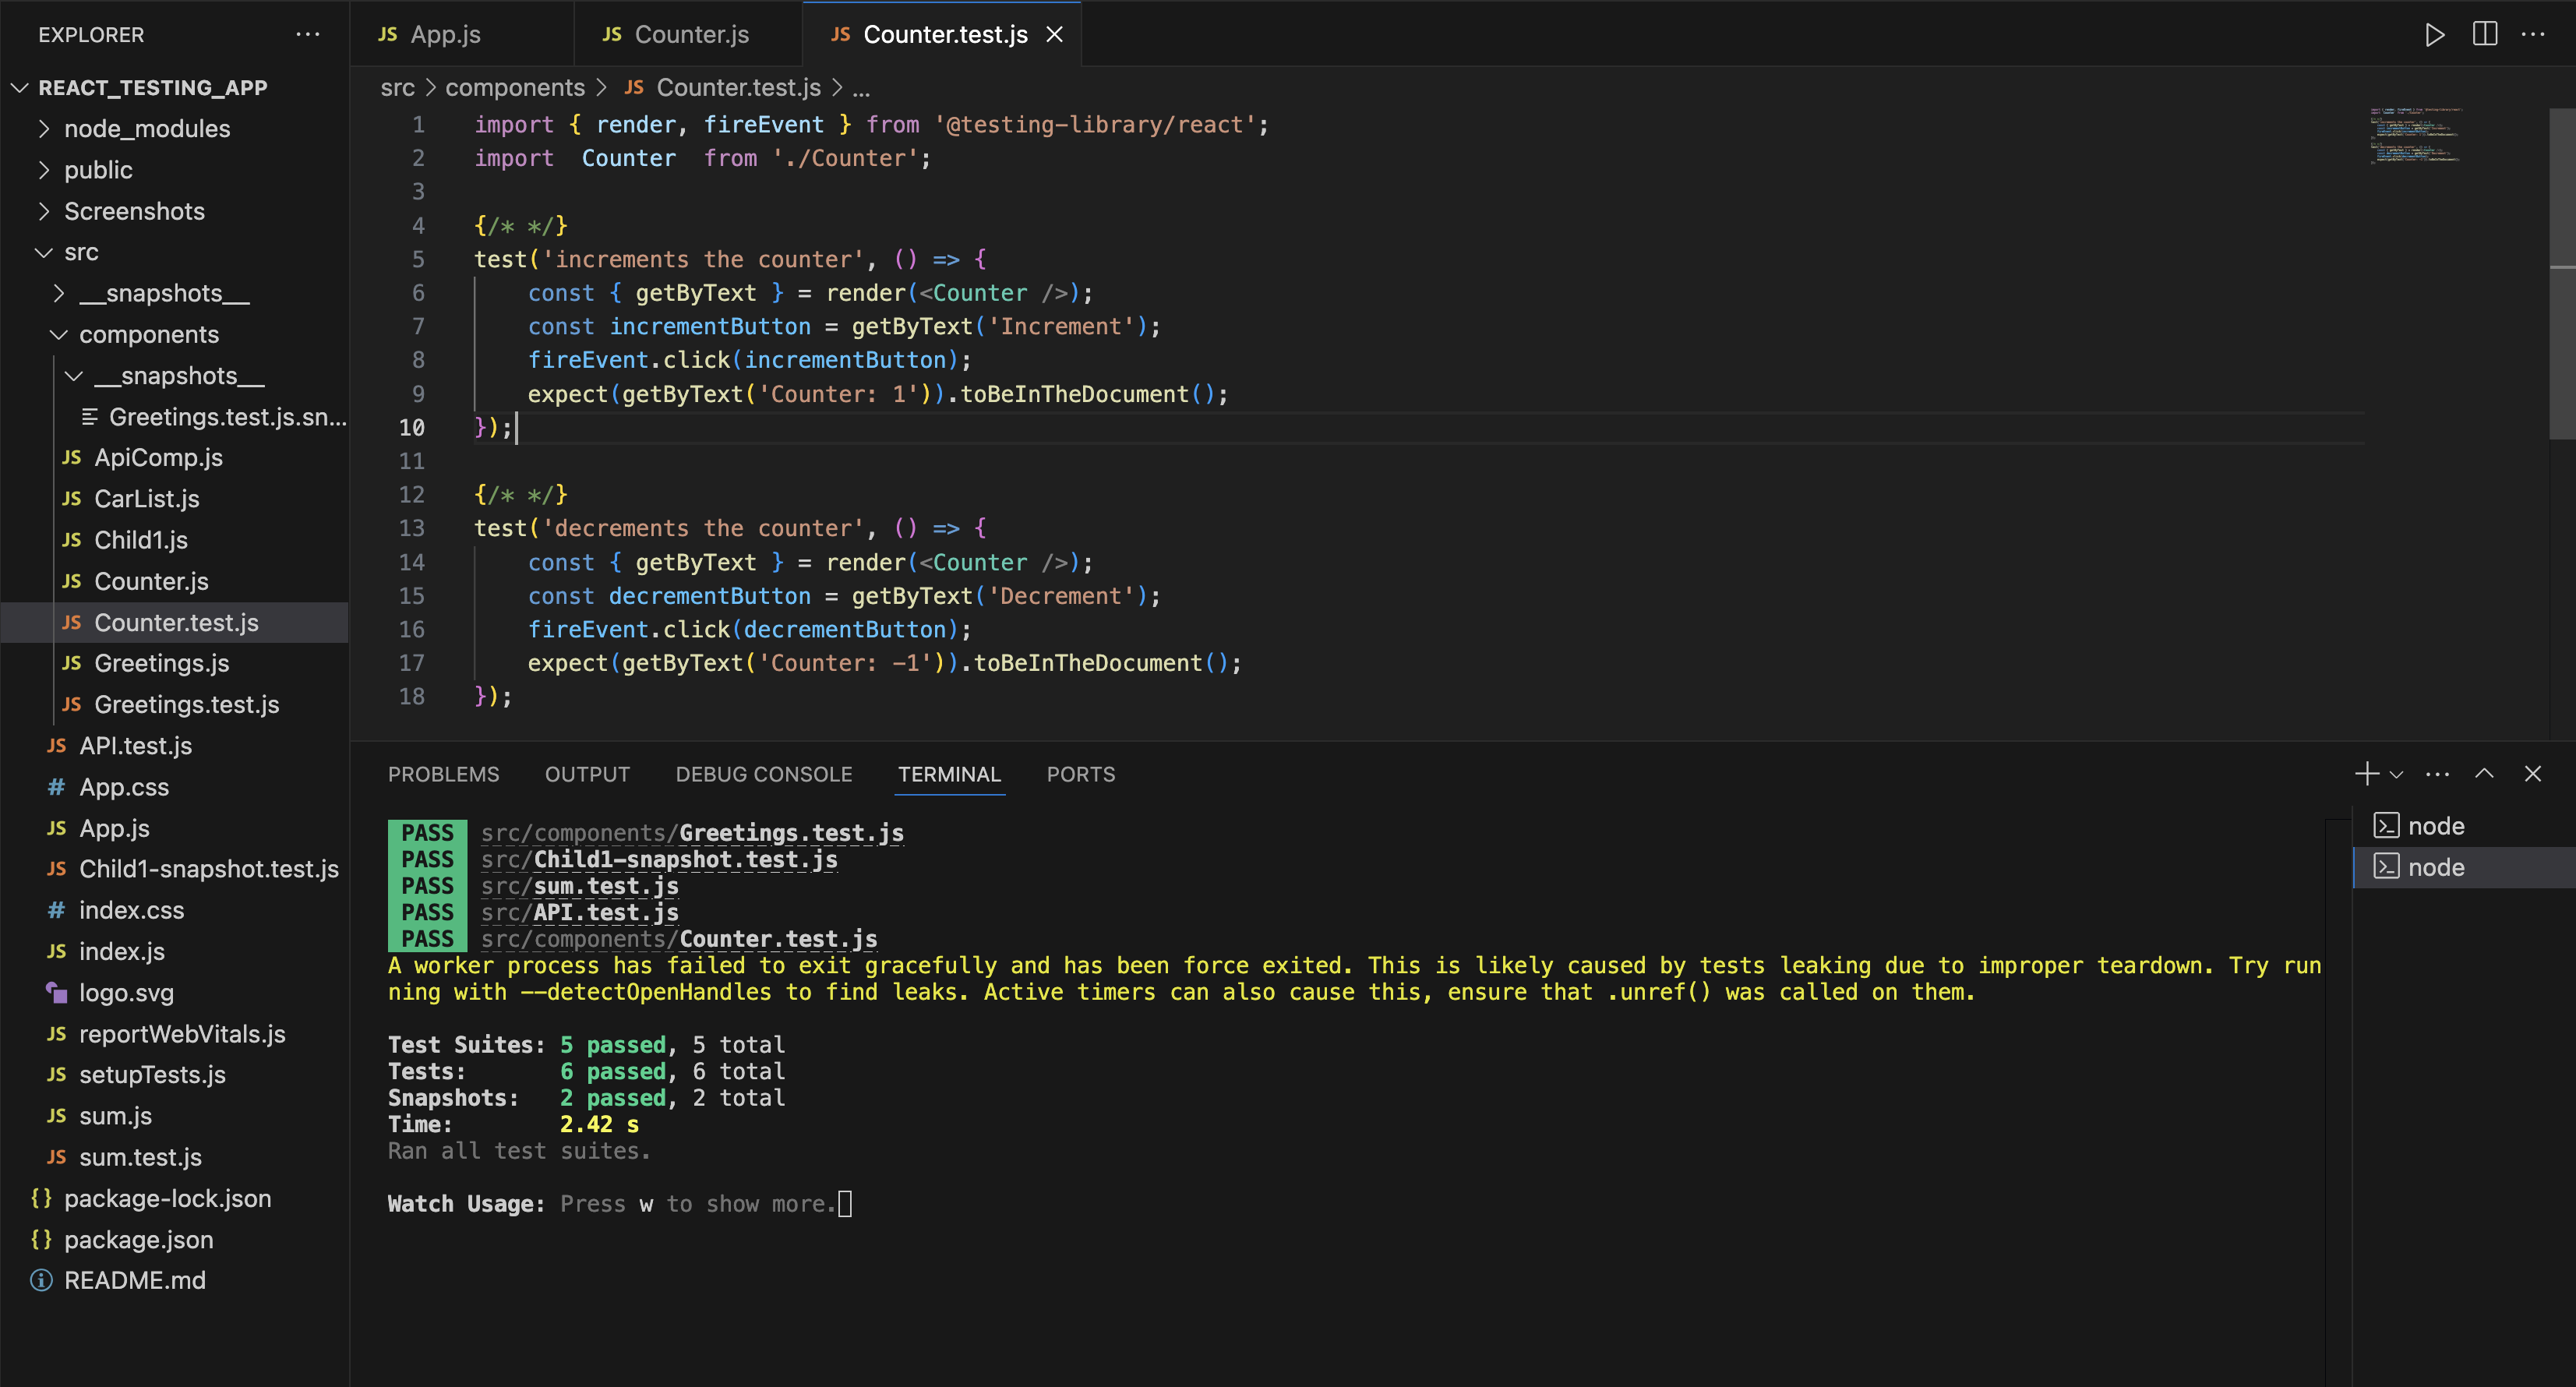 EXPLORER
REACT_TESTING_APP
node_modules
public
Screenshots
src
__snapshots__
components
__snapshots__
Greetings.test.js.sn...
JS ApiComp.js
JS CarList.js
JS Child1.js
JS Counter.js
JS Counter.test.js
JS Greetings.js
JS Greetings.test.js
JS API.test.js
# App.css
JS App.js
JS Child1-snapshot.test.js
# index.css
JS index.js
logo.svg
JS reportWebVitals.js
JS setupTests.js
JS sum.js
JS sum.test.js
{} package-lock.json
{} package.json
README.md
JS App.js
JS Counter.js
JS Counter.test.js
src > components > JS Counter.test.js > ...
1 import { render, fireEvent } from '@testing-library/react';
2 import  Counter  from './Counter';
3
4 {/* */}
5 test('increments the counter', () => {
6     const { getByText } = render(<Counter />);
7     const incrementButton = getByText('Increment');
8     fireEvent.click(incrementButton);
9     expect(getByText('Counter: 1')).toBeInTheDocument();
10 });
11
12 {/* */}
13 test('decrements the counter', () => {
14     const { getByText } = render(<Counter />);
15     const decrementButton = getByText('Decrement');
16     fireEvent.click(decrementButton);
17     expect(getByText('Counter: -1')).toBeInTheDocument();
18 });
PROBLEMS OUTPUT DEBUG CONSOLE TERMINAL PORTS
PASS src/components/Greetings.test.js
PASS src/Child1-snapshot.test.js
PASS src/sum.test.js
PASS src/API.test.js
PASS src/components/Counter.test.js
A worker process has failed to exit gracefully and has been force exited. This is likely caused by tests leaking due to improper teardown. Try run
ning with --detectOpenHandles to find leaks. Active timers can also cause this, ensure that .unref() was called on them.
Test Suites: 5 passed, 5 total
Tests:       6 passed, 6 total
Snapshots:   2 passed, 2 total
Time:        2.42 s
Ran all test suites.
Watch Usage: Press w to show more.
node
node